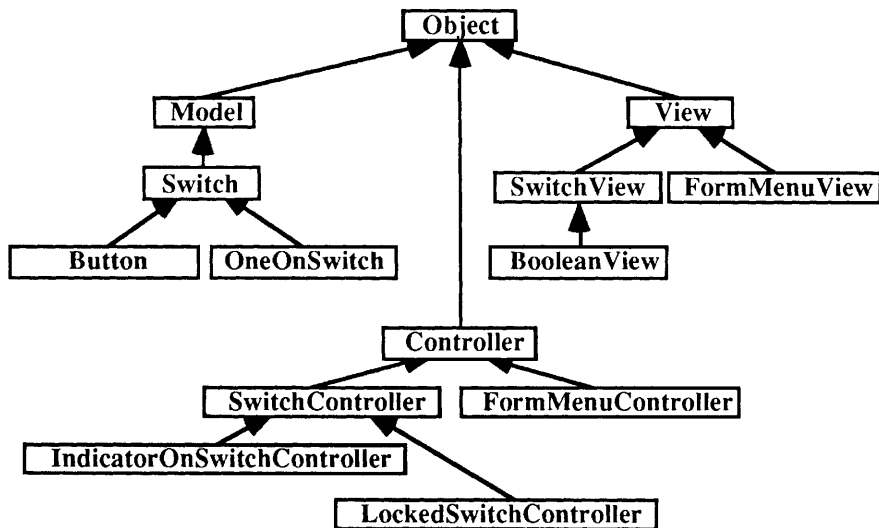 Object
Model
View
Switch
SwitchView
FormMenuView
Button
OneOnSwitch
BooleanView
Controller
SwitchController
FormMenuController
IndicatorOnSwitchController
LockedSwitchController